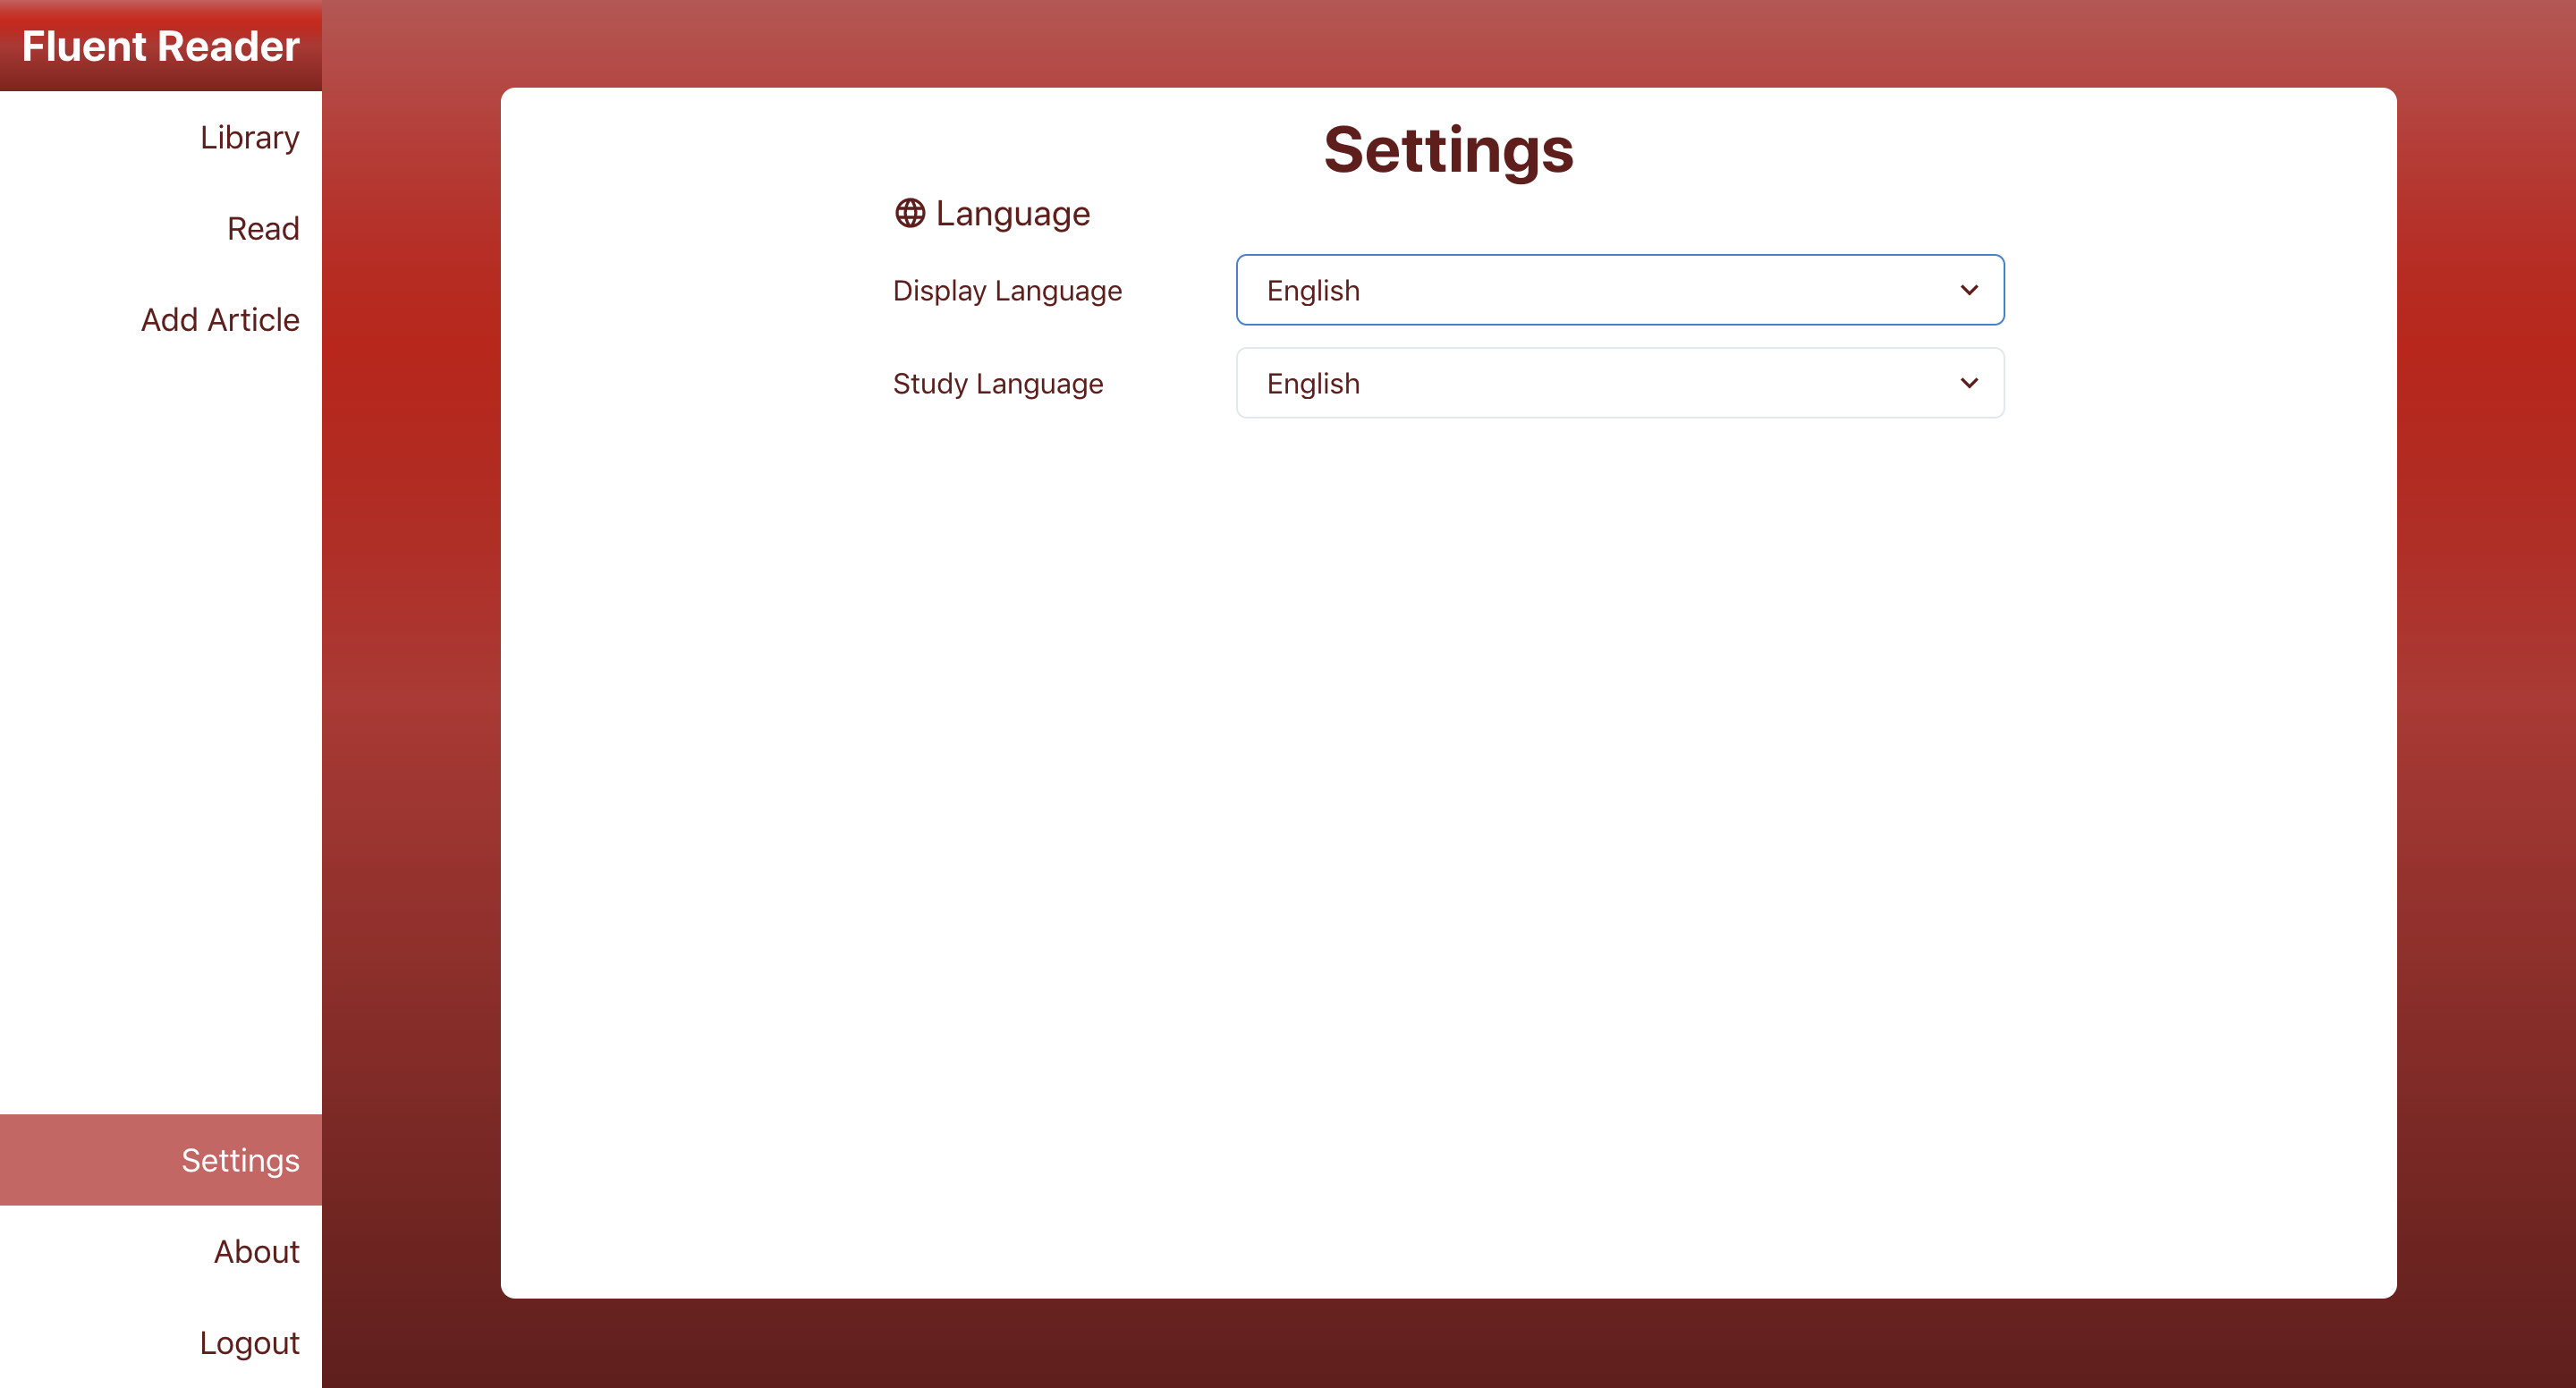 Fluent Reader
Library
Read
Add Article
Settings
About
Logout
Settings
Language
Display Language
English
Study Language
English